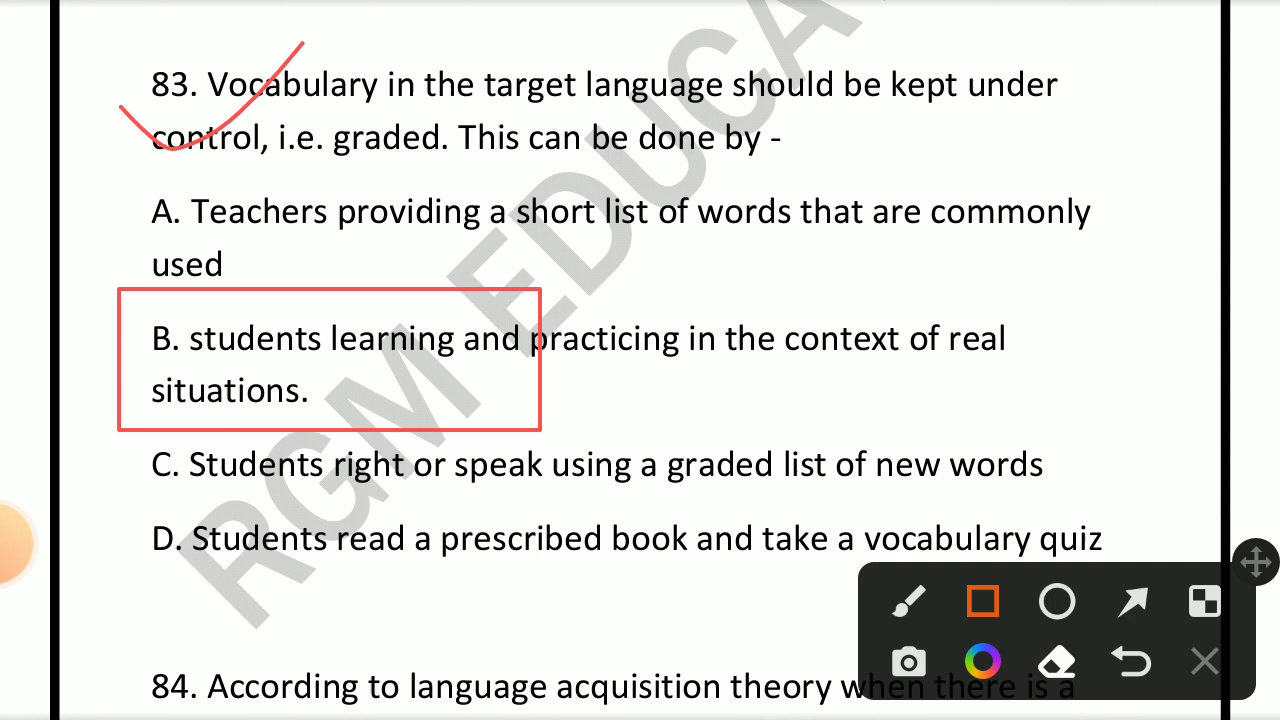 83. Vocabulary in the target language should be kept under
control, i.e. graded. This can be done by -
A. Teachers providing a short list of words that are commonly
used
B. students learning and practicing in the context of real
situations.
C. Students right or speak using a graded list of new words
D. Students read a prescribed book and take a vocabulary quiz
84. According to language acquisition theory when there is a
RGM EDUCA